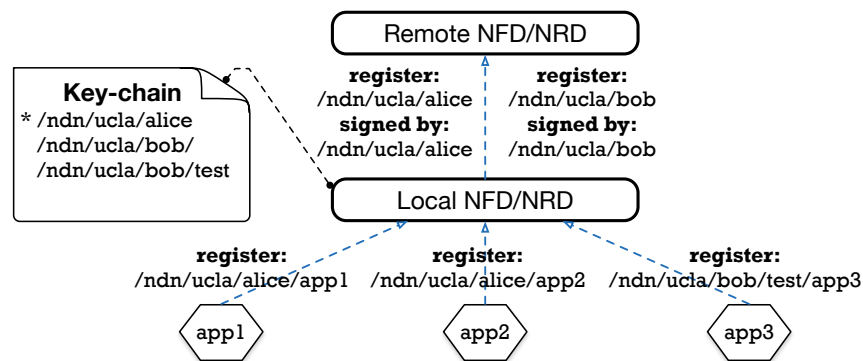 Remote NFD/NRD
Key-chain
* /ndn/ucla/alice
/ndn/ucla/bob/
/ndn/ucla/bob/test
register:
/ndn/ucla/alice
signed by:
/ndn/ucla/alice
register:
/ndn/ucla/bob
signed by:
/ndn/ucla/bob
Local NFD/NRD
register:
/ndn/ucla/alice/app1
register:
/ndn/ucla/alice/app2
register:
/ndn/ucla/bob/test/app3
app1
app2
app3